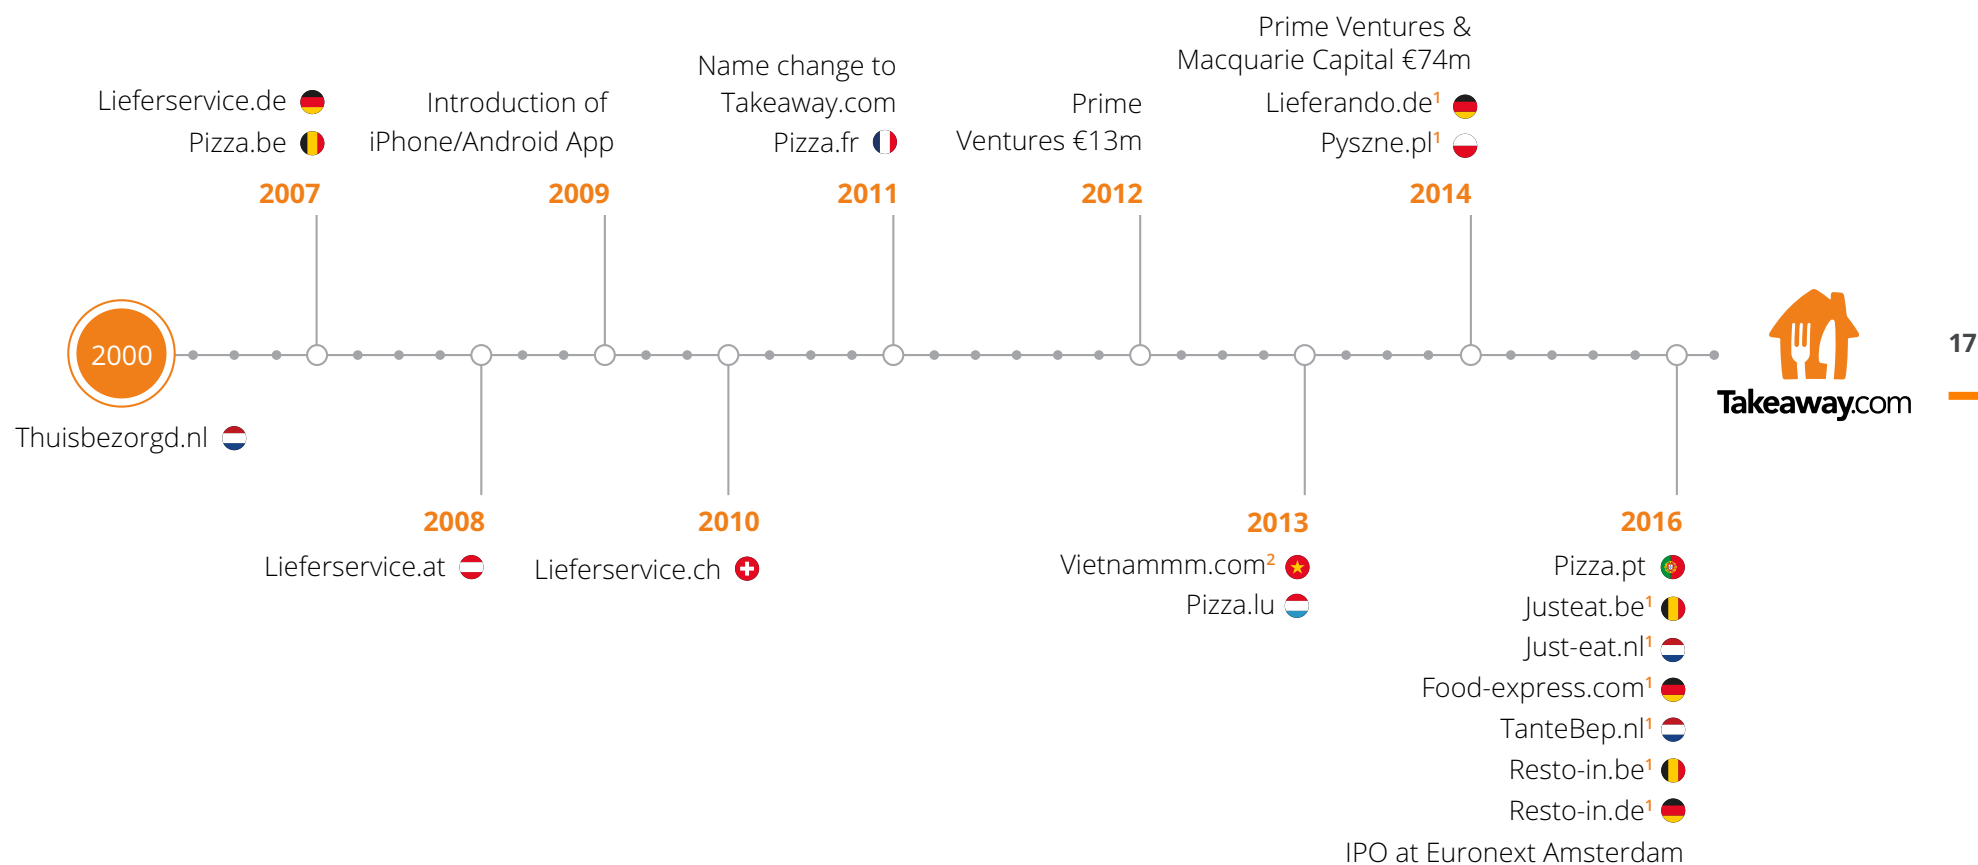 Prime Ventures &
Macquarie Capital €74m
Lieferando.de¹
Pyszne.pl¹
2014
Name change to
Takeaway.com
Pizza.fr
2011
Prime
Ventures €13m
2012
Introduction of
iPhone/Android App
2009
Lieferservice.de
Pizza.be
2007
2000
Thuisbezorgd.nl
2008
Lieferservice.at
2010
Lieferservice.ch
2013
Vietnammm.com²
Pizza.lu
2016
Pizza.pt
Justeat.be¹
Just-eat.nl¹
Food-express.com¹
TanteBep.nl¹
Resto-in.be¹
Resto-in.de¹
IPO at Euronext Amsterdam
Takeaway.com
17